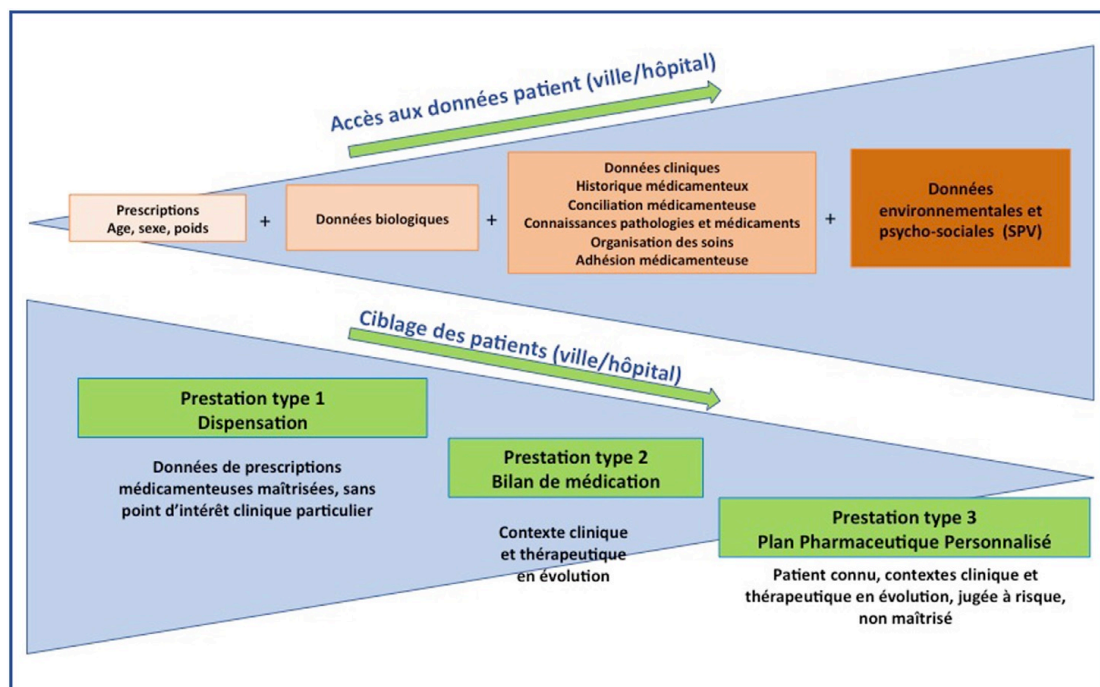 Accès aux données patient (ville/hôpital)
Prescriptions
Age, sexe, poids
+
Données biologiques
+
Données cliniques
Historique médicamenteux
Conciliation médicamenteuse
Connaissances pathologies et médicaments
Organisation des soins
Adhésion médicamenteuse
+
Données
environnementales et
psycho-sociales (SPV)
Ciblage des patients (ville/hôpital)
Prestation type 1
Dispensation
Données de prescriptions
médicamenteuses maîtrisées, sans
point d’intérêt clinique particulier
Prestation type 2
Bilan de médication
Contexte clinique
et thérapeutique
en évolution
Prestation type 3
Plan Pharmaceutique Personnalisé
Patient connu, contextes clinique et
thérapeutique en évolution, jugée à risque,
non maîtrisé